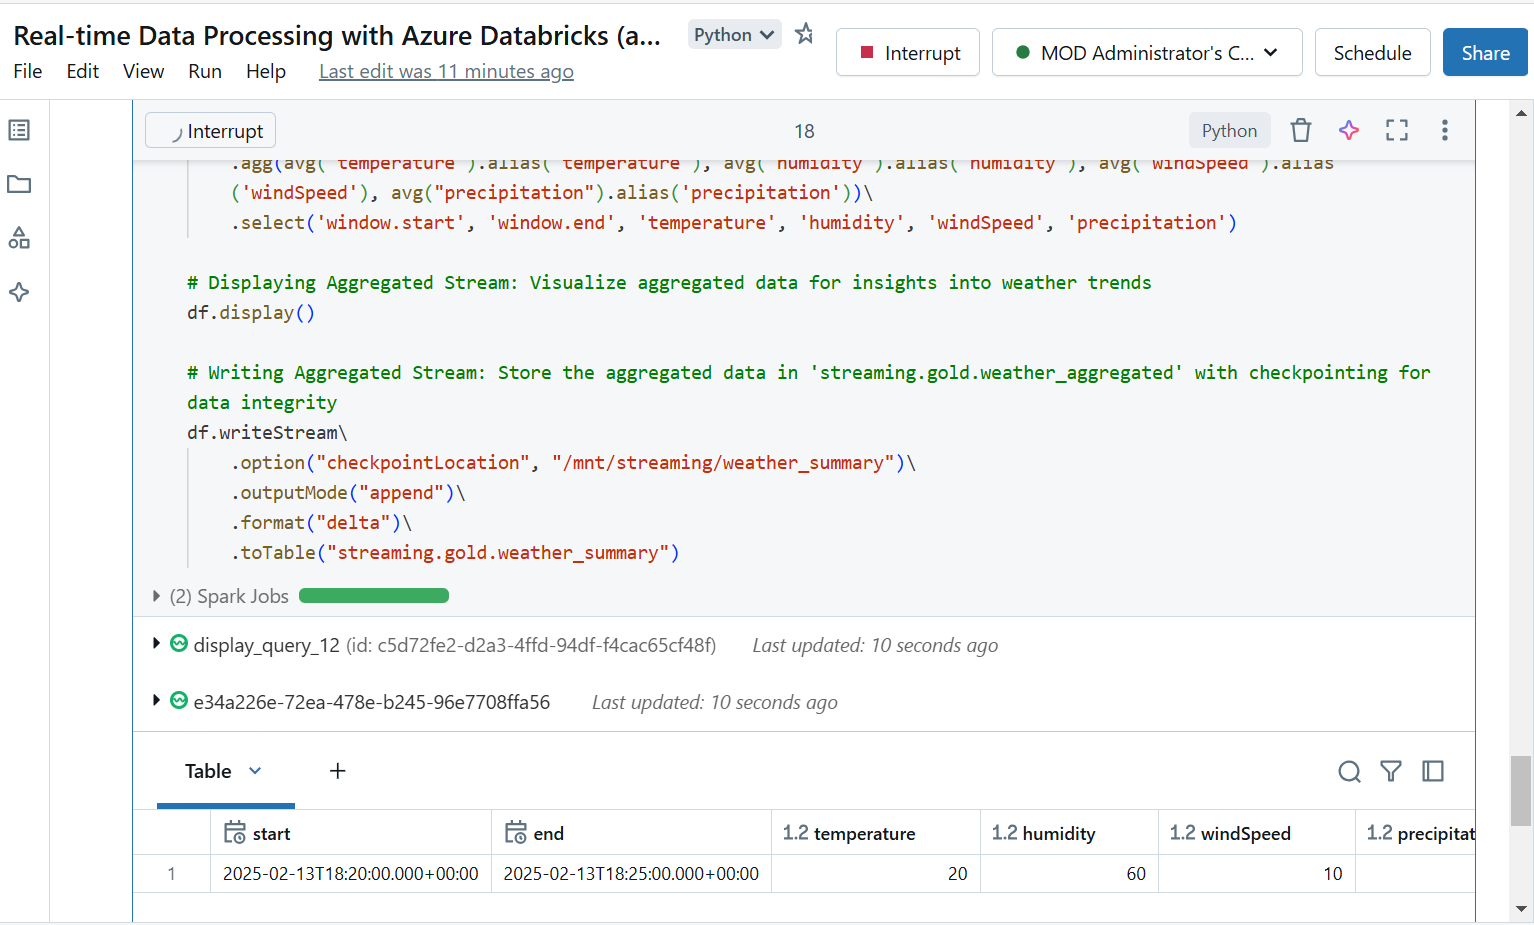 Real-time Data Processing with Azure Databricks (a...
Python
Interrupt
MOD Administrator's C...
Schedule
Share
File Edit View Run Help Last edit was 11 minutes ago
Interrupt
18
Python
.agg(avg("temperature").alias("temperature"), avg("humidity").alias("humidity"), avg("windSpeed").alias
('windSpeed'), avg("precipitation").alias('precipitation'))\
.select('window.start', 'window.end', 'temperature', 'humidity', 'windSpeed', 'precipitation')
# Displaying Aggregated Stream: Visualize aggregated data for insights into weather trends
df.display()
# Writing Aggregated Stream: Store the aggregated data in 'streaming.gold.weather_aggregated' with checkpointing for
data integrity
df.writeStream\
.option("checkpointLocation", "/mnt/streaming/weather_summary")\
.outputMode("append")\
.format("delta")\
.toTable("streaming.gold.weather_summary")
(2) Spark Jobs
display_query_12 (id: c5d72fe2-d2a3-4ffd-94df-f4cac65cf48f) Last updated: 10 seconds ago
e34a226e-72ea-478e-b245-96e7708ffa56 Last updated: 10 seconds ago
Table +
start end 1.2 temperature 1.2 humidity 1.2 windSpeed 1.2 precipitat
1 2025-02-13T18:20:00.000+00:00 2025-02-13T18:25:00.000+00:00 20 60 10